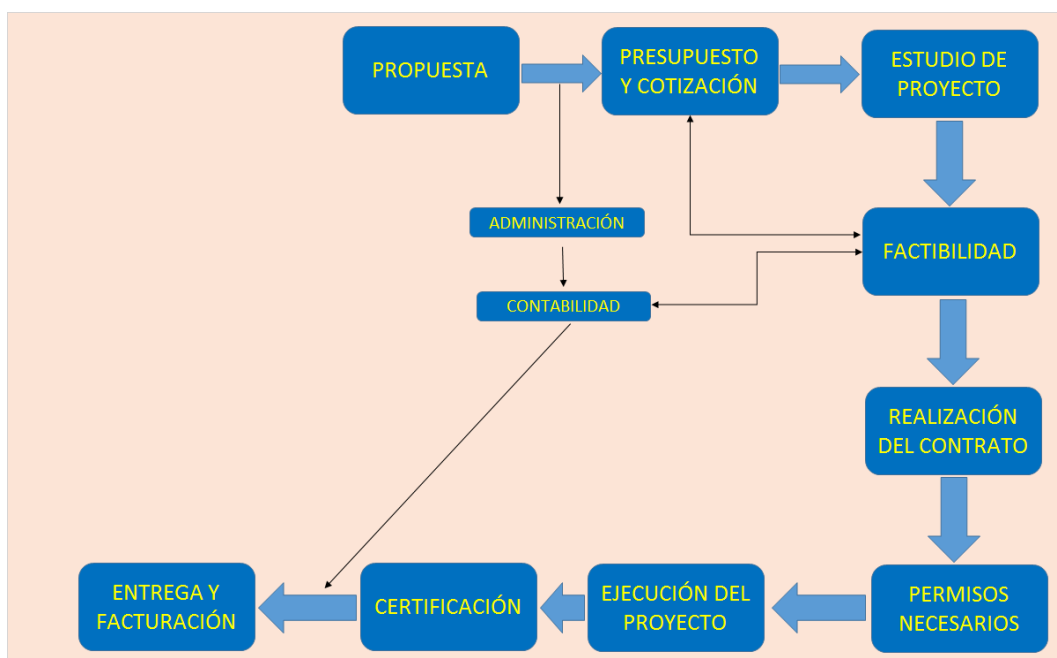 PROPUESTA
PRESUPUESTO
Y COTIZACIÓN
ESTUDIO DE
PROYECTO
ADMINISTRACIÓN
FACTIBILIDAD
CONTABILIDAD
REALIZACIÓN
DEL CONTRATO
ENTREGA Y
FACTURACIÓN
CERTIFICACIÓN
EJECUCIÓN DEL
PROYECTO
PERMISOS
NECESARIOS